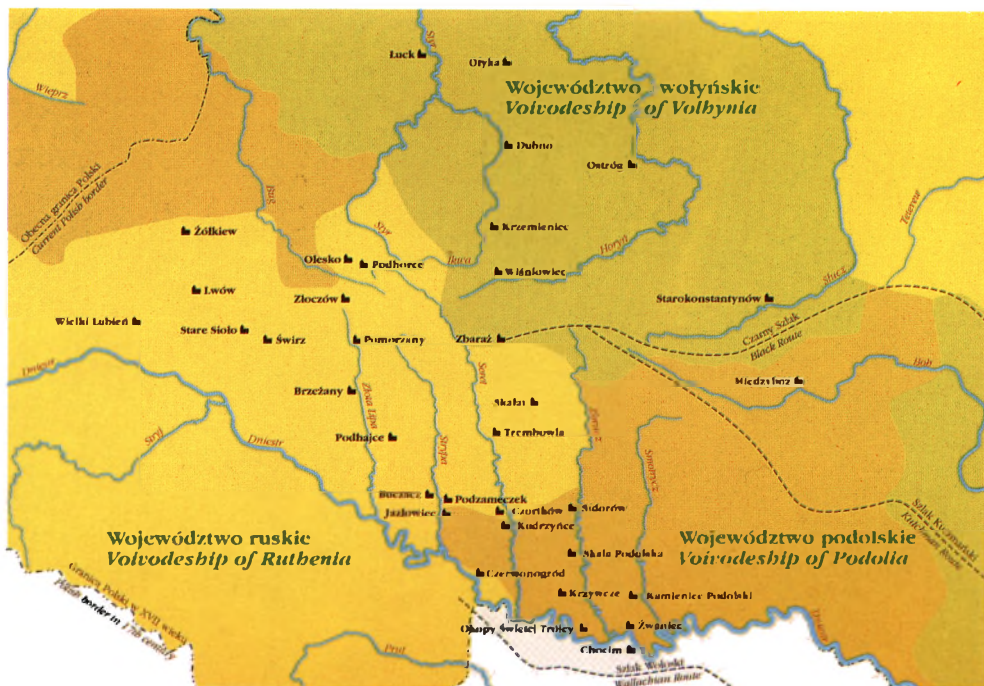 Łuck
Ołyka
Styr
Wieprz
Województwo wołyńskie
Voivodeship of Volhynia
Dubno
Ostróg
Obecna granica Polski
Current Polish border
Bug
Teterew
Styr
Żółkiew
Krzemieniec
Horyń
Olesko
Podhorce
Ikwa
Wiśniowiec
Słucz
Lwów
Złoczów
Starokonstantynów
Wielki Lubień
Stare Sioło
Świrz
Pomorzany
Zbaraż
Czarny Szlak
Black Route
Dniestr
Seret
Międzyboż
Boh
Brzeżany
Złota Lipa
Skałat
Zbrucz
Stryj
Dniestr
Podhajce
Strypa
Trembowla
Smotrycz
Buczacz
Podzameczek
Jazłowiec
Czortków
Sidorów
Kudryńce
Szlak Kuczmański
Kuchman Route
Województwo ruskie
Voivodeship of Ruthenia
Województwo podolskie
Voivodeship of Podolia
Skała Podolska
Granica Polski w XVII wieku
Polish border in 17th century
Czerwonogród
Krzywcze
Kamieniec Podolski
Okopy Świętej Trójcy
Żwaniec
Dniestr
Chocim
Prut
Szlak Wołoski
Wallachian Route